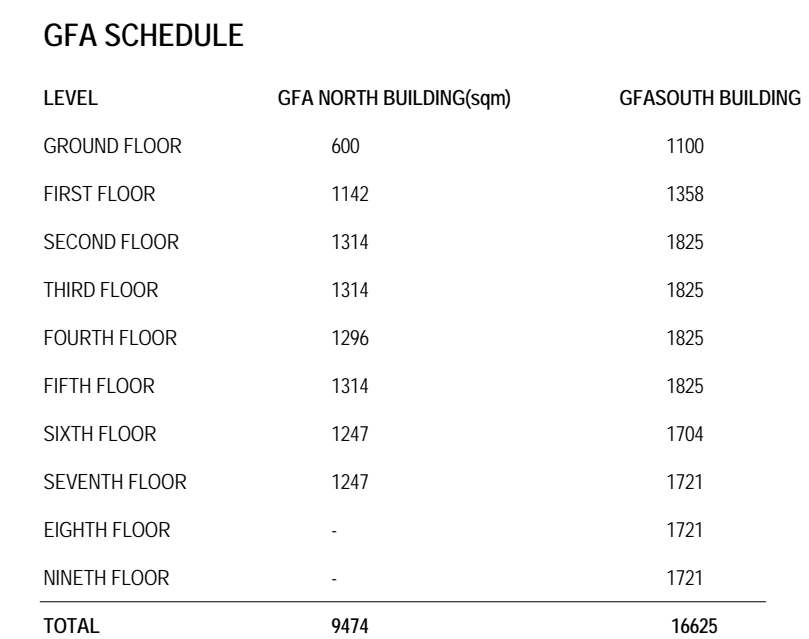 GFA SCHEDULE
LEVEL GFA NORTH BUILDING(sqm) GFASOUTH BUILDING
GROUND FLOOR 600 1100
FIRST FLOOR 1142 1358
SECOND FLOOR 1314 1825
THIRD FLOOR 1314 1825
FOURTH FLOOR 1296 1825
FIFTH FLOOR 1314 1825
SIXTH FLOOR 1247 1704
SEVENTH FLOOR 1247 1721
EIGHTH FLOOR - 1721
NINETH FLOOR - 1721
TOTAL 9474 16625